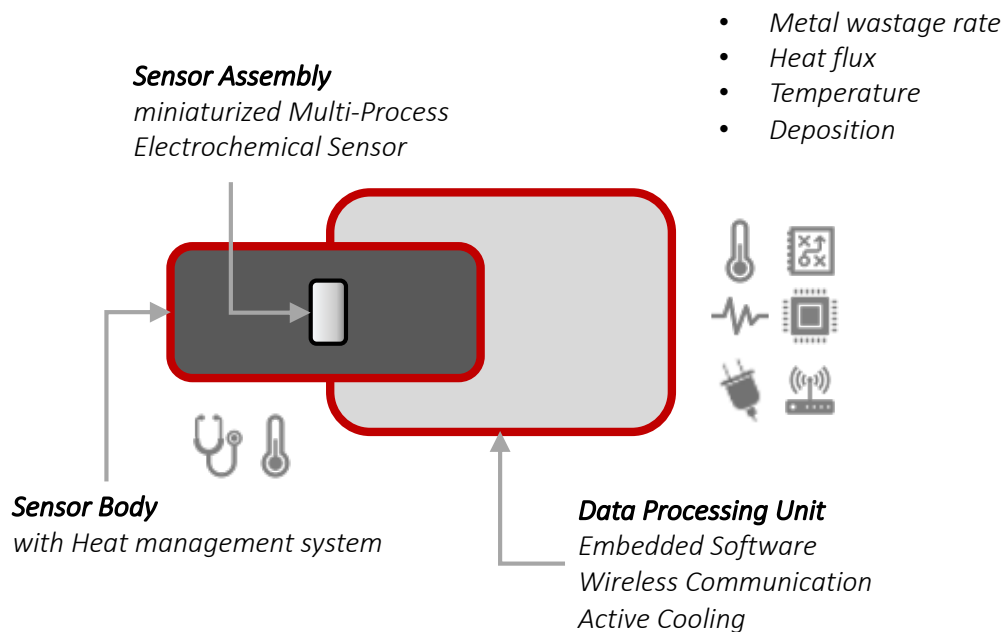 • Metal wastage rate
• Heat flux
• Temperature
• Deposition
Sensor Assembly
miniaturized Multi-Process
Electrochemical Sensor
Sensor Body
with Heat management system
Data Processing Unit
Embedded Software
Wireless Communication
Active Cooling